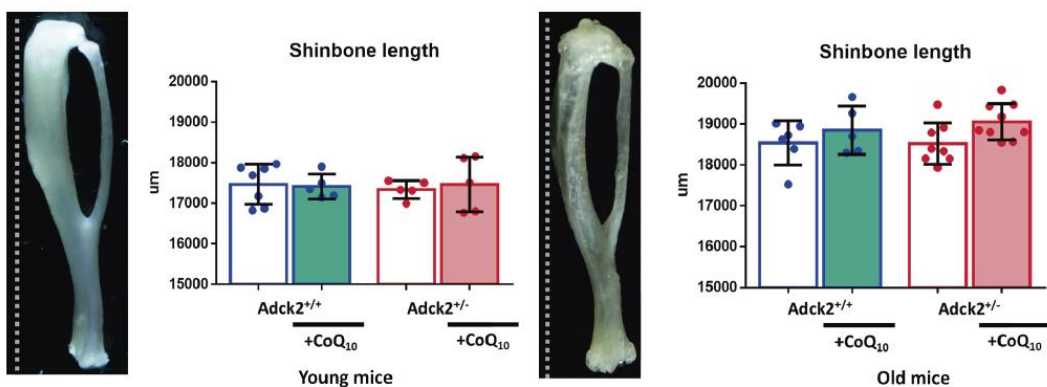 Shinbone length
20000
19000
18000
17000
16000
15000
um
Adck2+/+
Adck2+/-
+CoQ10
+CoQ10
Young mice
Shinbone length
20000
19000
18000
17000
16000
15000
um
Adck2+/+
Adck2+/-
+CoQ10
+CoQ10
Old mice